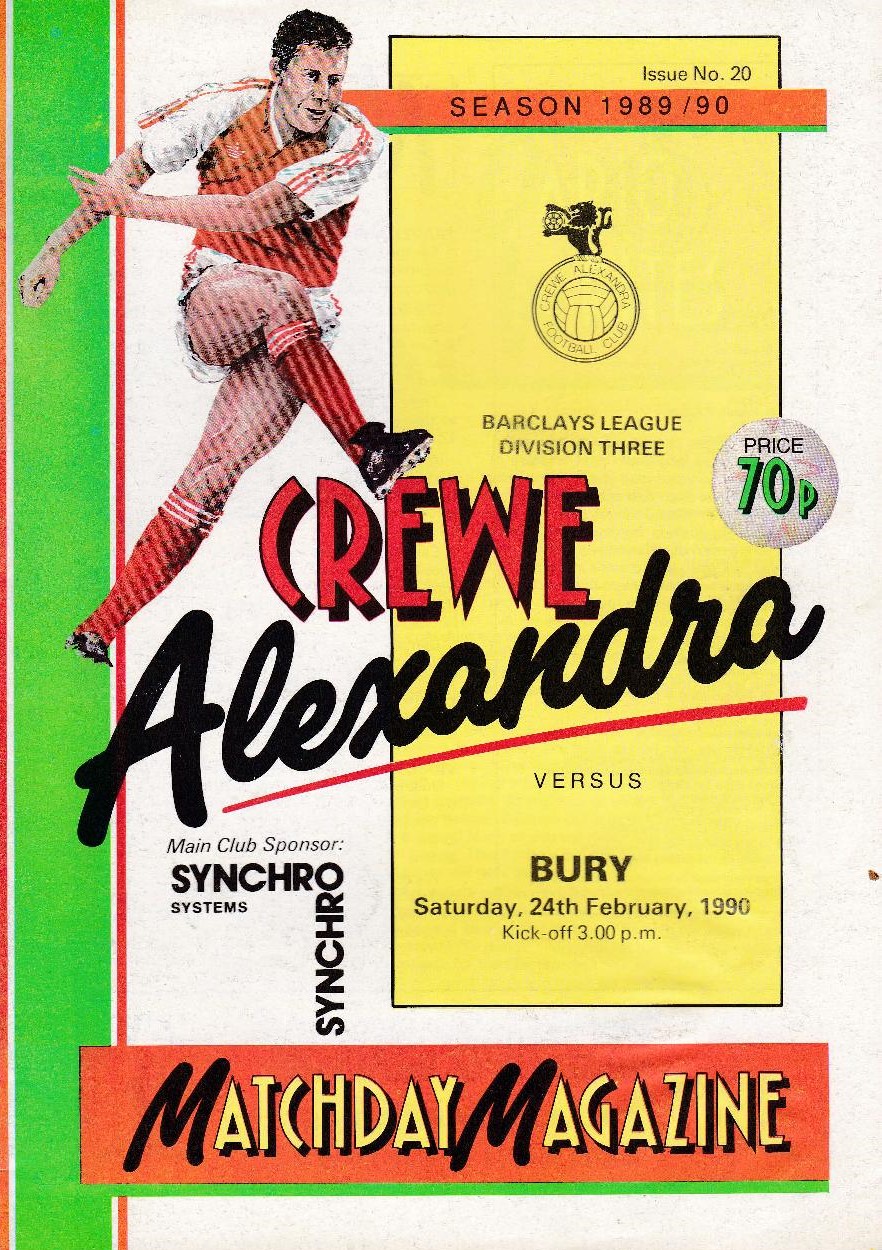 Issue No. 20
SEASON 1989/90
CREWE ALEXANDRA
FOOTBALL CLUB
BARCLAYS LEAGUE
DIVISION THREE
PRICE
70p
CREWE
Alexandra
VERSUS
Main Club Sponsor:
SYNCHRO
SYSTEMS
SYNCHRO
BURY
Saturday, 24th February, 1990
Kick-off 3.00 p.m.
MATCHDAY MAGAZINE